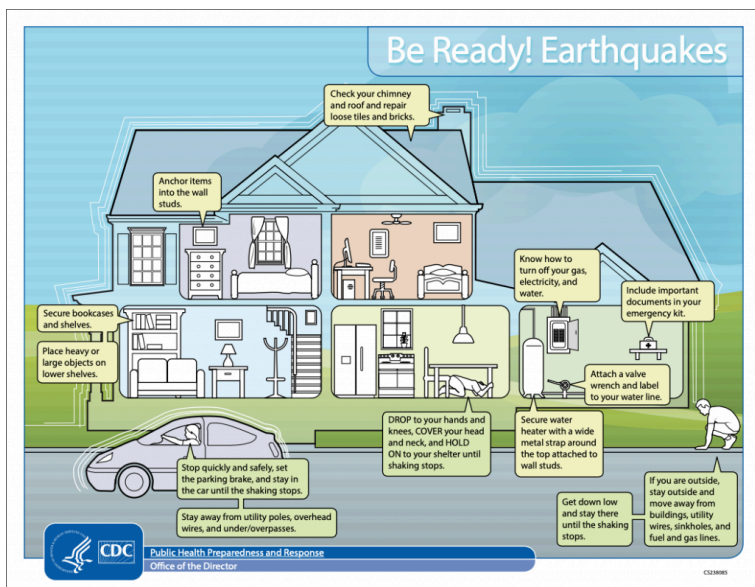 Be Ready! Earthquakes
Check your chimney
and roof and repair
loose tiles and bricks.
Anchor items
into the wall
studs.
Know how to
turn off your gas,
electricity, and
water.
Include important
documents in your
emergency kit.
Secure bookcases
and shelves.
Place heavy or
large objects on
lower shelves.
Attach a valve
wrench and label
to your water line.
DROP to your hands and
knees, COVER your head
and neck, and HOLD
ON to your shelter until
shaking stops.
Secure water
heater with a wide
metal strap around
the top attached to
wall studs.
Stop quickly and safely, set
the parking brake, and stay in
the car until the shaking stops.
Stay away from utility poles, overhead
wires, and under/overpasses.
Get down low
and stay there
until the shaking
stops.
If you are outside,
stay outside and
move away from
buildings, utility
wires, sinkholes, and
fuel and gas lines.
CDC
Public Health Preparedness and Response
Office of the Director
CS238085